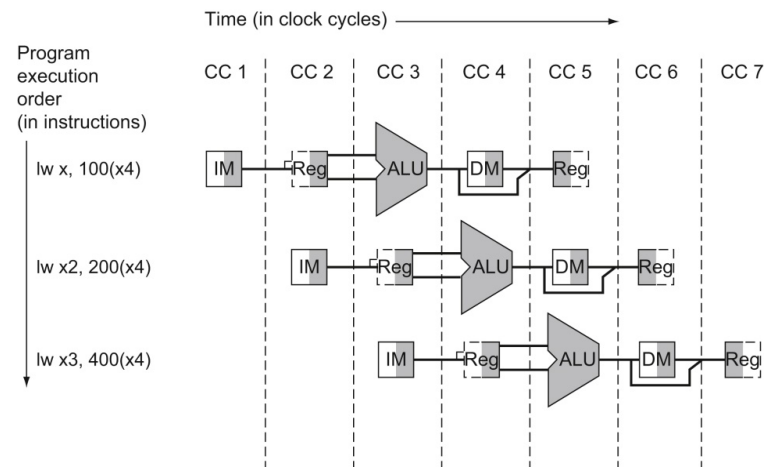 Time (in clock cycles)
Program
execution
order
(in instructions)
CC 1 CC 2 CC 3 CC 4 CC 5 CC 6 CC 7
lw x, 100(x4)
IM Reg ALU DM Reg
lw x2, 200(x4)
IM Reg ALU DM Reg
lw x3, 400(x4)
IM Reg ALU DM Reg